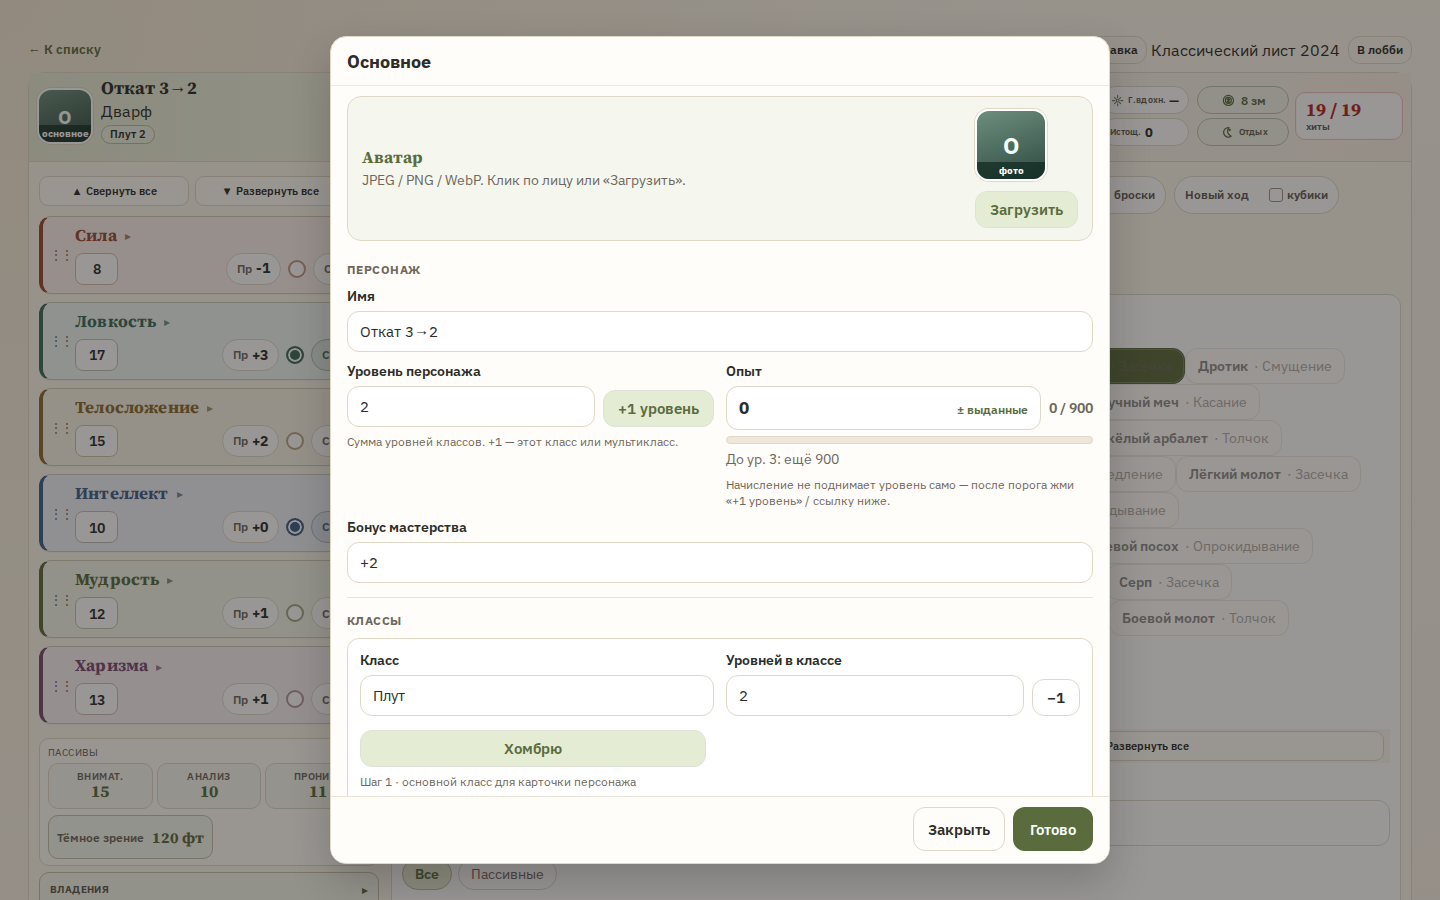 ← К списку
Классический лист 2024
В лобби
О
основное
Откат 3→2
Дварф
Плут 2
Г.вдохн. —
8 зм
Истощ. 0
Отдых
19 / 19
хиты
▲ Свернуть все
▼ Развернуть все
броски
Новый ход
кубики
Сила ▸
8
Пр -1
Ловкость ▸
17
Пр +3
Телосложение ▸
15
Пр +2
Интеллект ▸
10
Пр +0
Мудрость ▸
12
Пр +1
Харизма ▸
13
Пр +1
ПАССИВЫ
ВНИМАТ.
15
АНАЛИЗ
10
11
Тёмное зрение 120 фт
ВЛАДЕНИЯ ▸
Основное
Аватар
JPEG / PNG / WebP. Клик по лицу или «Загрузить».
О
фото
Загрузить
ПЕРСОНАЖ
Имя
Откат 3→2
Уровень персонажа
2
+1 уровень
Сумма уровней классов. +1 — этот класс или мультикласс.
Опыт
0
± выданные
0 / 900
До ур. 3: ещё 900
Начисление не поднимает уровень само — после порога жми
«+1 уровень» / ссылку ниже.
Бонус мастерства
+2
КЛАССЫ
Класс
Плут
Уровней в классе
2
−1
Хомбрю
Шаг 1 · основной класс для карточки персонажа
Закрыть
Готово
Дротик · Смущение
меч · Касание
арбалет · Толчок
Лёгкий молот · Засечка
посох · Опрокидывание
Серп · Засечка
Боевой молот · Толчок
Развернуть все
Все
Пассивные